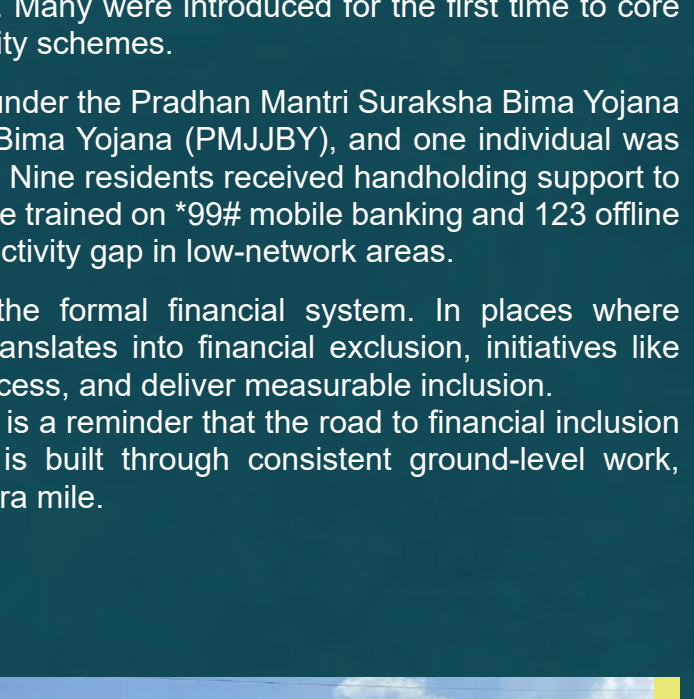 . Many were introduced for the first time to core
ity schemes.
under the Pradhan Mantri Suraksha Bima Yojana
Bima Yojana (PMJJBY), and one individual was
Nine residents received handholding support to
e trained on *99# mobile banking and 123 offline
ctivity gap in low-network areas.
the formal financial system. In places where
anslates into financial exclusion, initiatives like
cess, and deliver measurable inclusion.
is a reminder that the road to financial inclusion
is built through consistent ground-level work,
ra mile.